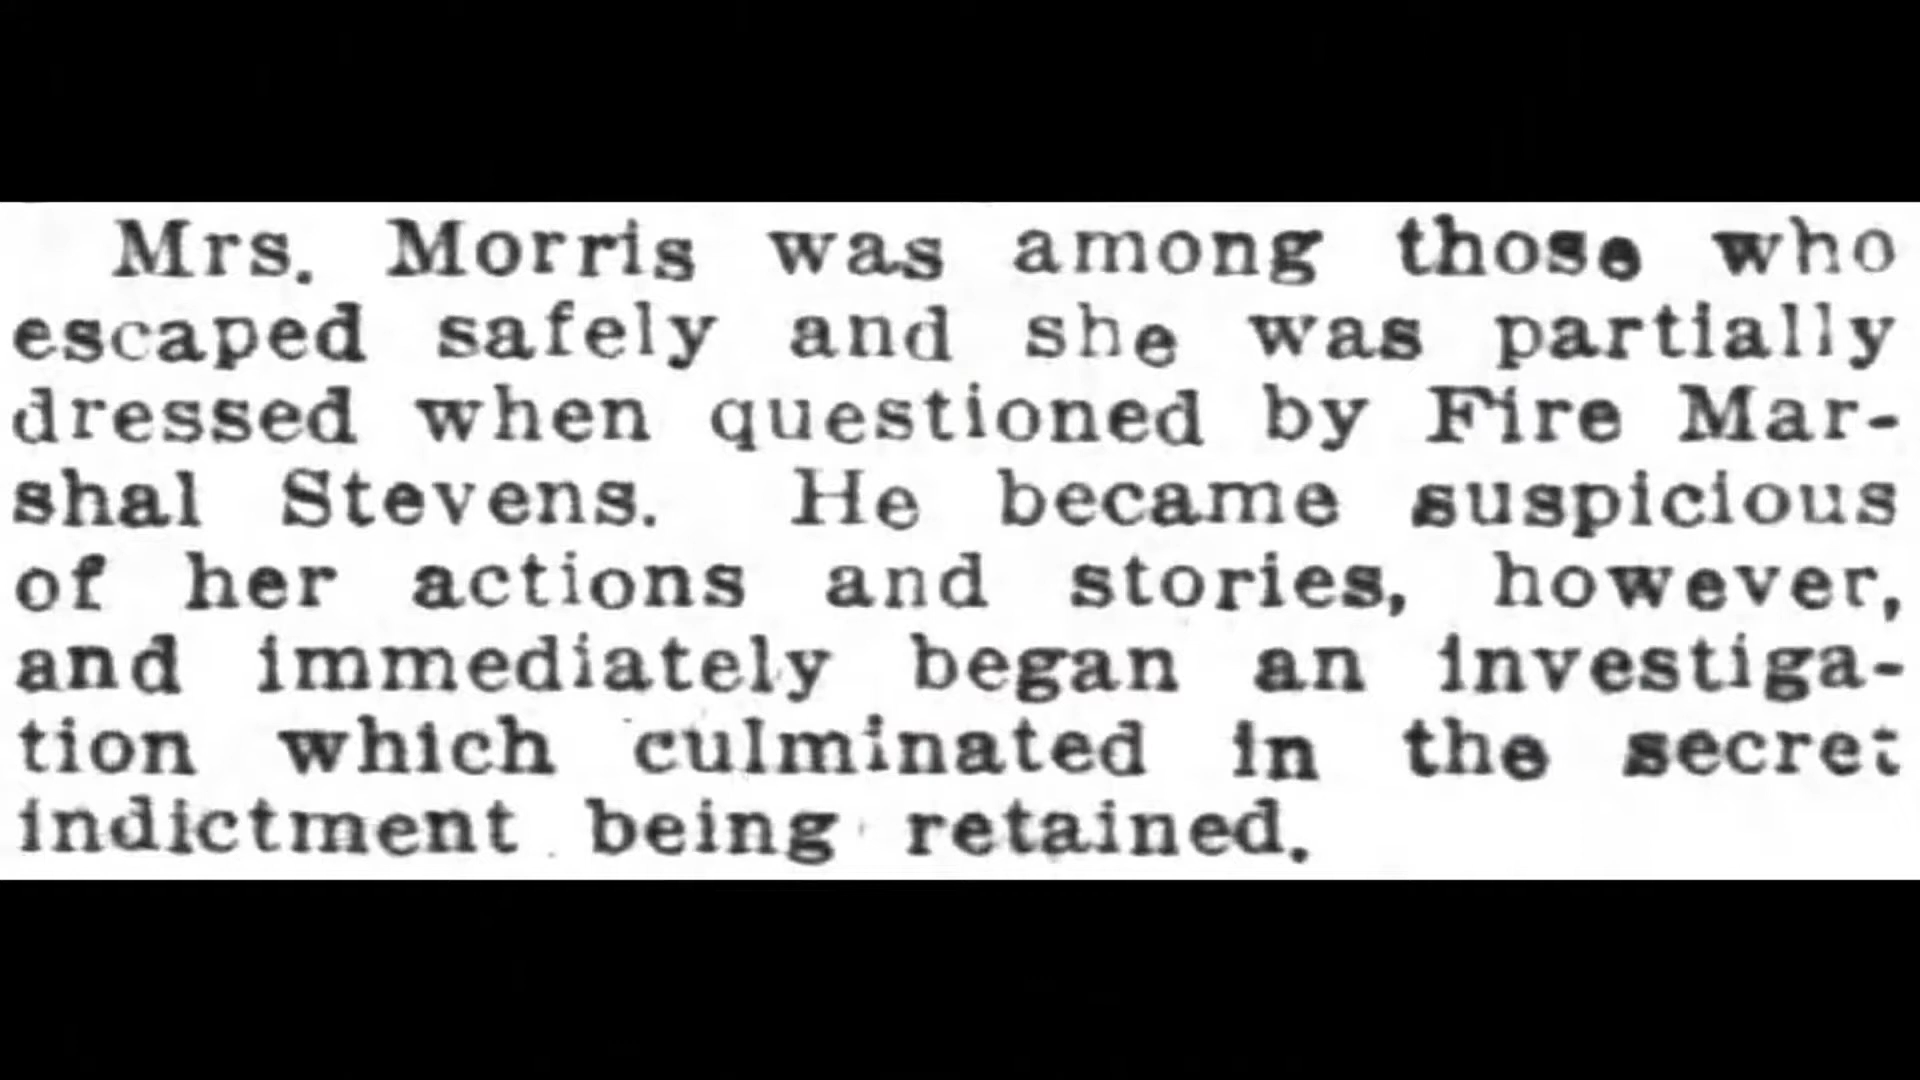 Mrs. Morris was among those who
escaped safely and she was partially
dressed when questioned by Fire Mar-
shal Stevens. He became suspicious
of her actions and stories, however,
and immediately began an investiga-
tion which culminated in the secret
indictment being retained.